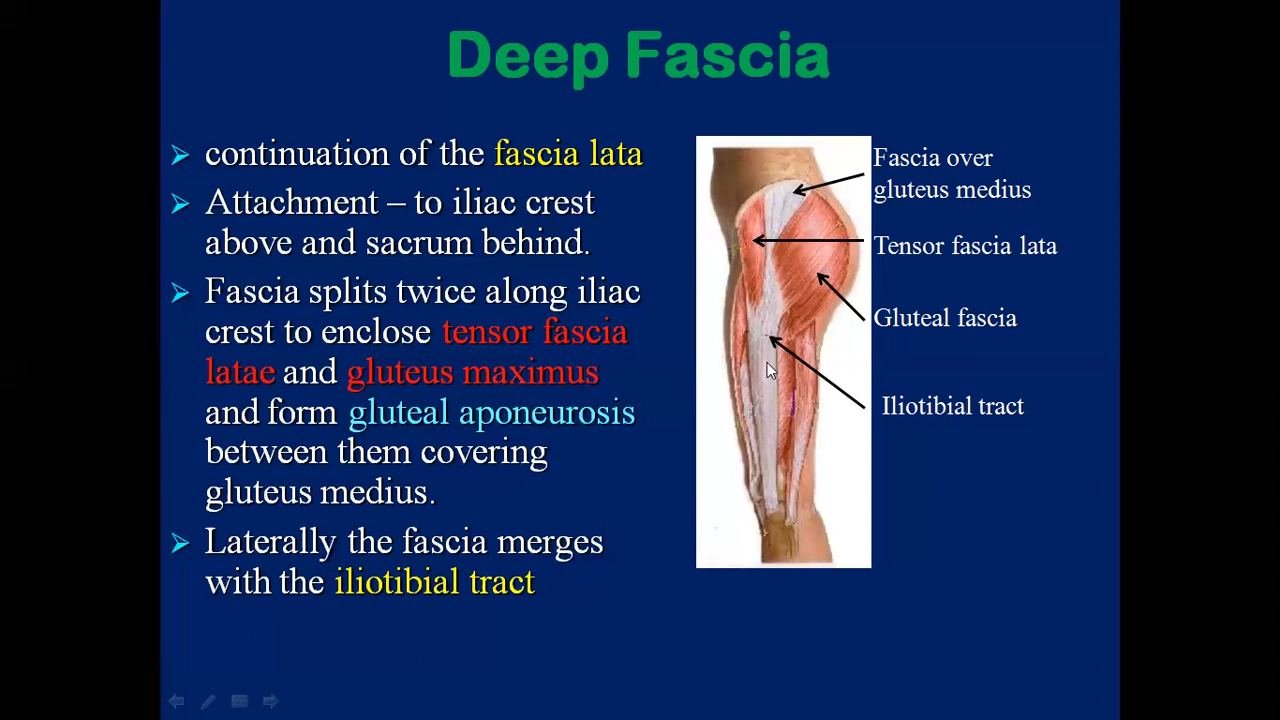 Deep Fascia
continuation of the fascia lata
Attachment – to iliac crest
above and sacrum behind.
Fascia splits twice along iliac
crest to enclose tensor fascia
latae and gluteus maximus
and form gluteal aponeurosis
between them covering
gluteus medius.
Laterally the fascia merges
with the iliotibial tract
Fascia over
gluteus medius
Tensor fascia lata
Gluteal fascia
Iliotibial tract